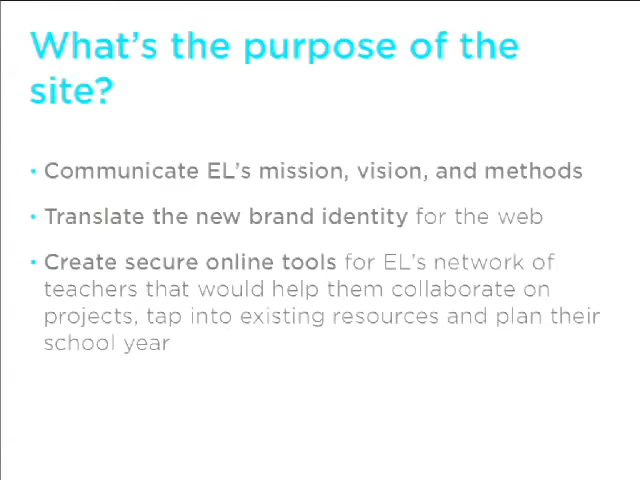 What's the purpose of the
site?
• Communicate EL's mission, vision, and methods
• Translate the new brand identity for the web
• Create secure online tools for EL's network of
teachers that would help them collaborate on
projects, tap into existing resources and plan their
school year